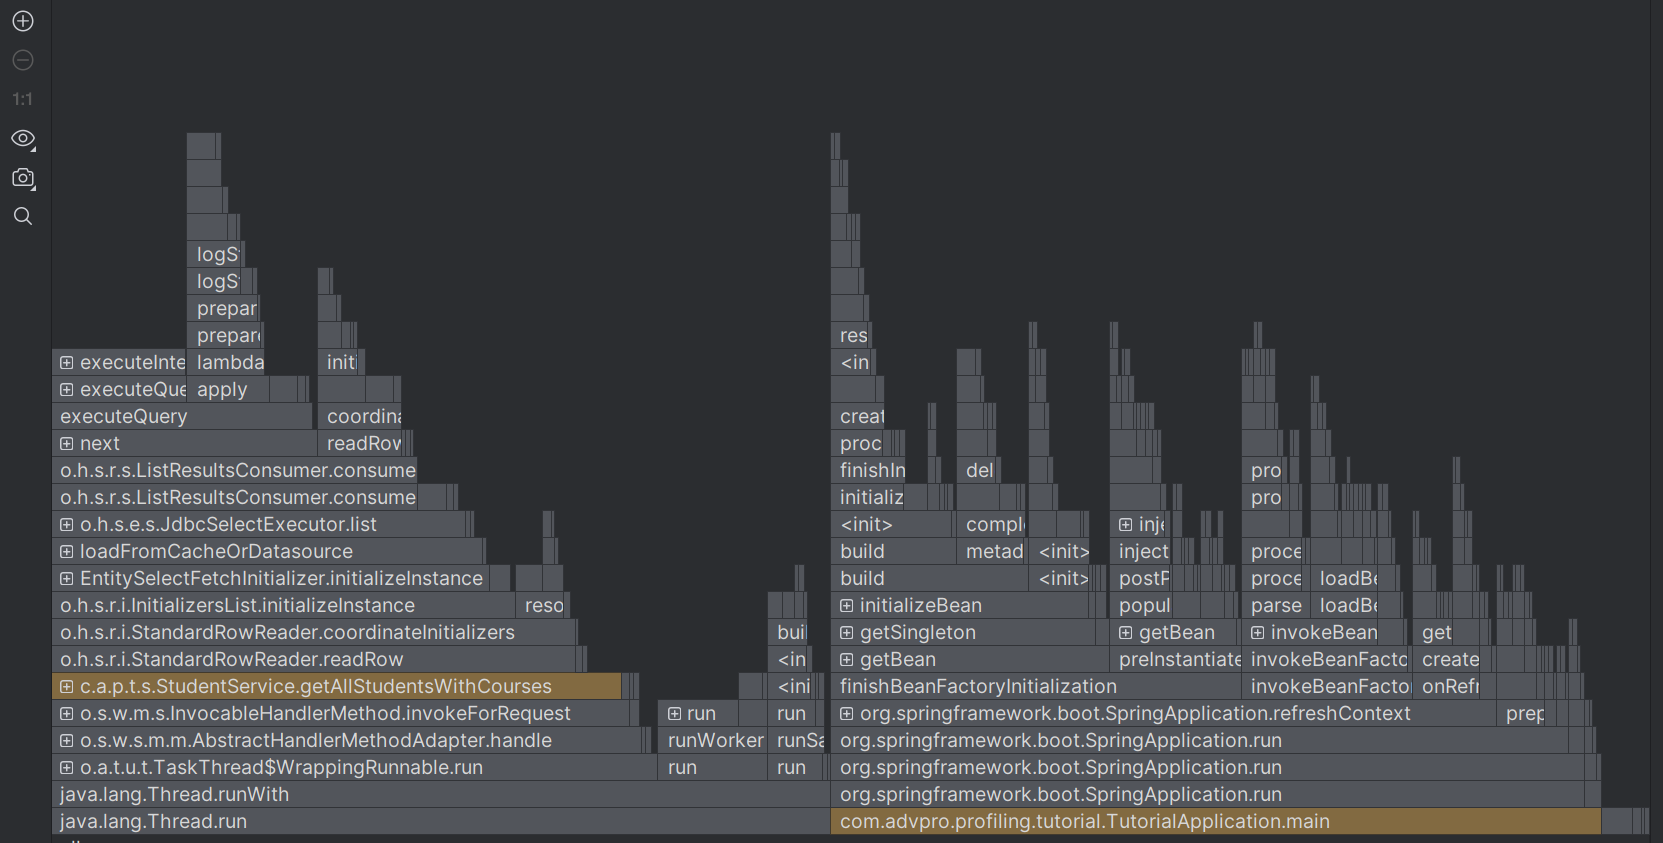 1:1
logS
logS
prepar
res
prepar
executeInte lambda initi <in
executeQue apply
executeQuery coordina creat
next readRow proc
o.h.s.r.s.ListResultsConsumer.consume finishIn del pro
o.h.s.r.s.ListResultsConsumer.consume initializ pro
o.h.s.e.s.JdbcSelectExecutor.list <init> compl inje
loadFromCacheOrDatasource build metad <init> inject proce
EntitySelectFetchInitializer.initializeInstance build <init> postP proce loadBe
o.h.s.r.i.InitializersList.initializeInstance reso initializeBean popul parse loadBe
o.h.s.r.i.StandardRowReader.coordinateInitializers buil getSingleton getBean invokeBean get
o.h.s.r.i.StandardRowReader.readRow <in getBean preInstantiate invokeBeanFacto create
c.a.p.t.s.StudentService.getAllStudentsWithCourses <ini finishBeanFactoryInitialization invokeBeanFactor onRefr
o.s.w.m.s.InvocableHandlerMethod.invokeForRequest run run org.springframework.boot.SpringApplication.refreshContext prep
o.s.w.s.m.m.AbstractHandlerMethodAdapter.handle runWorker runSa org.springframework.boot.SpringApplication.run
o.a.t.u.t.TaskThread$WrappingRunnable.run run run org.springframework.boot.SpringApplication.run
java.lang.Thread.runWith org.springframework.boot.SpringApplication.run
java.lang.Thread.run com.advpro.profiling.tutorial.TutorialApplication.main